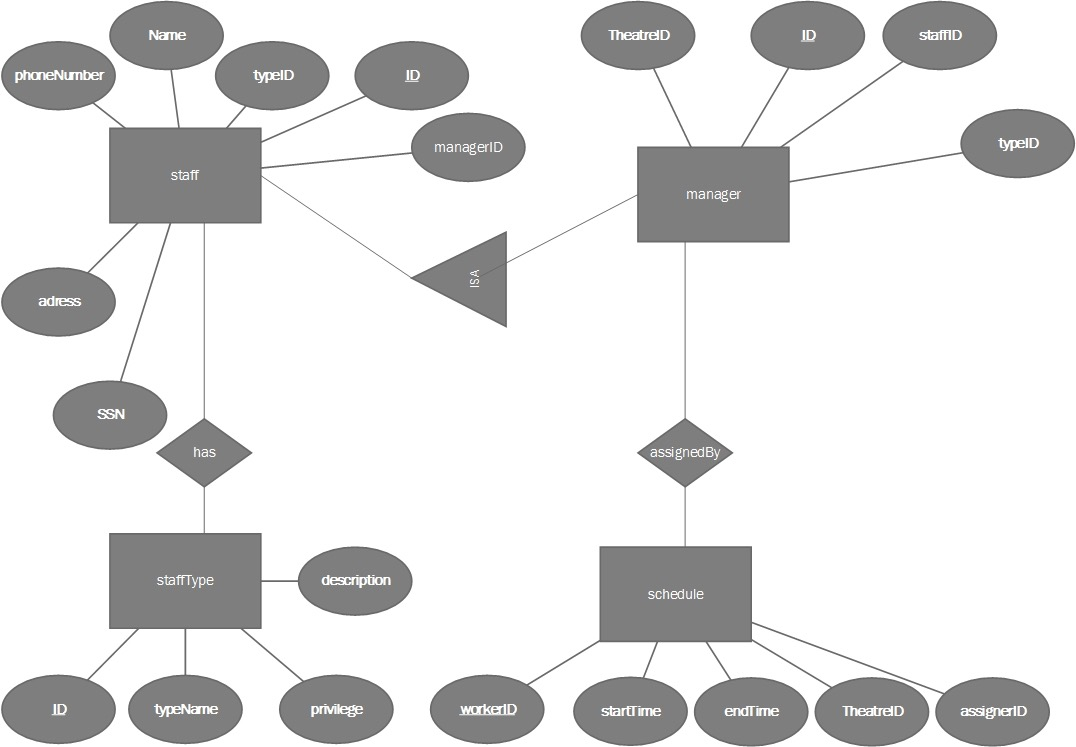 Name
TheatreID
ID
staffID
phoneNumber
typeID
ID
managerID
typeID
staff
manager
ISA
adress
SSN
has
assignedBy
staffType
description
schedule
ID
typeName
privilege
workerID
startTime
endTime
TheatreID
assignerID